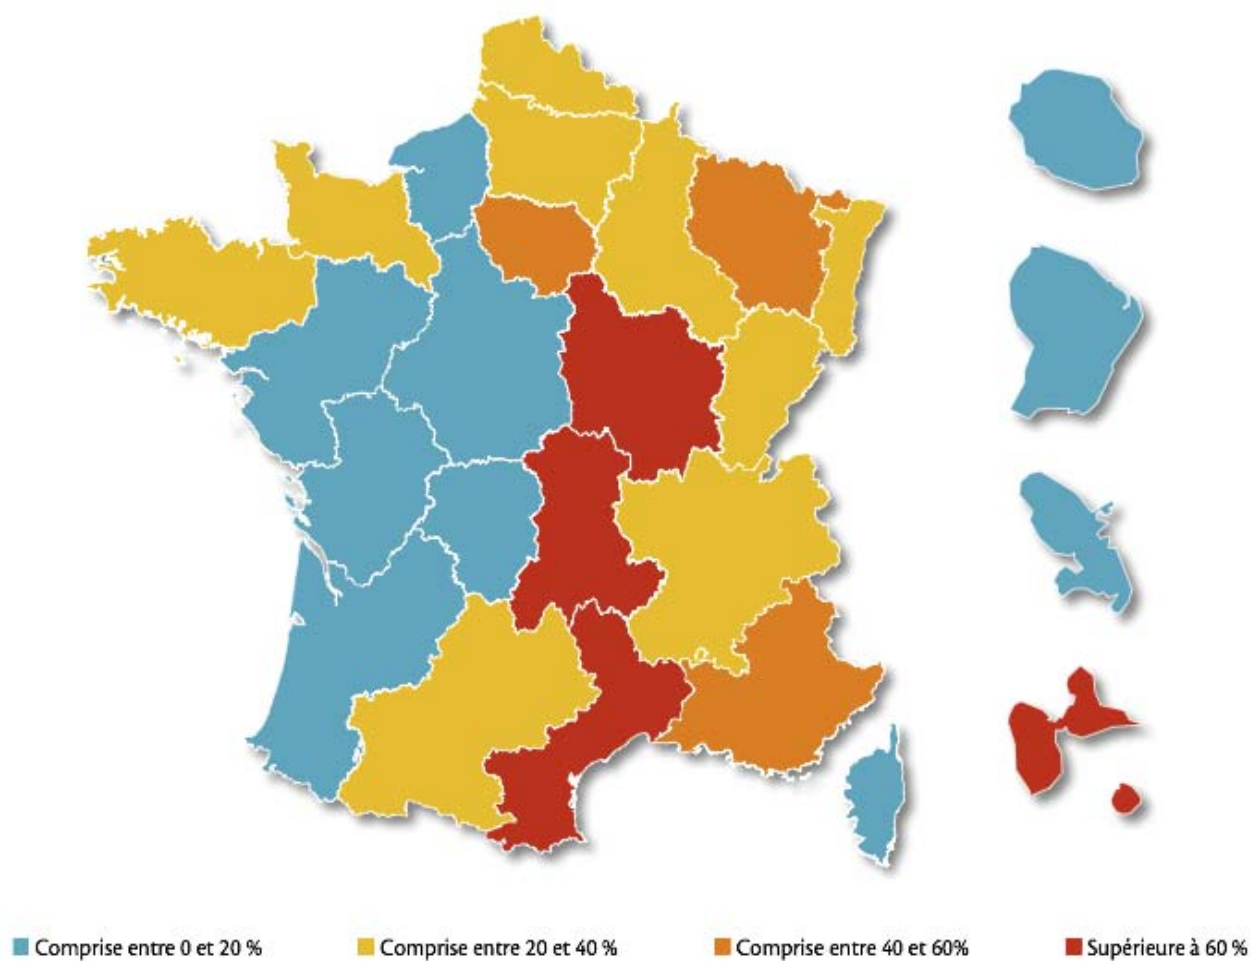 Comprise entre 0 et 20 %
Comprise entre 20 et 40 %
Comprise entre 40 et 60%
Supérieure à 60 %